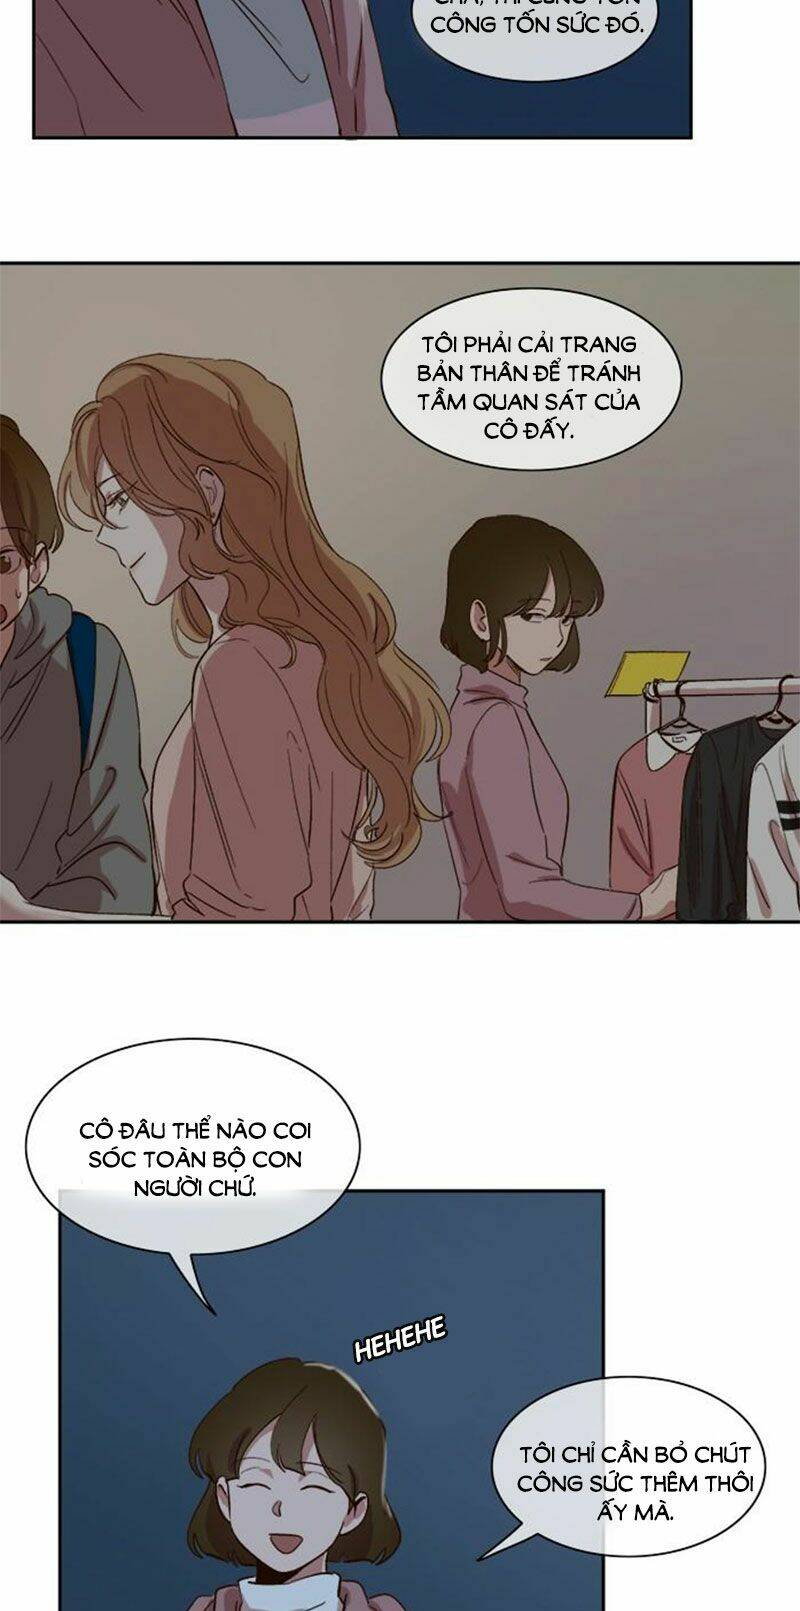 CÔNG TỐN SỨC ĐÓ.
TÔI PHẢI CẢI TRANG
BẢN THÂN ĐỂ TRÁNH
TẦM QUAN SÁT CỦA
CÔ ĐẤY.
CÔ ĐÂU THỂ NÀO COI
SÓC TOÀN BỘ CON
NGƯỜI CHỨ.
HEHEHE
TÔI CHỈ CẦN BỎ CHÚT
CÔNG SỨC THÊM THÔI
ẤY MÀ.